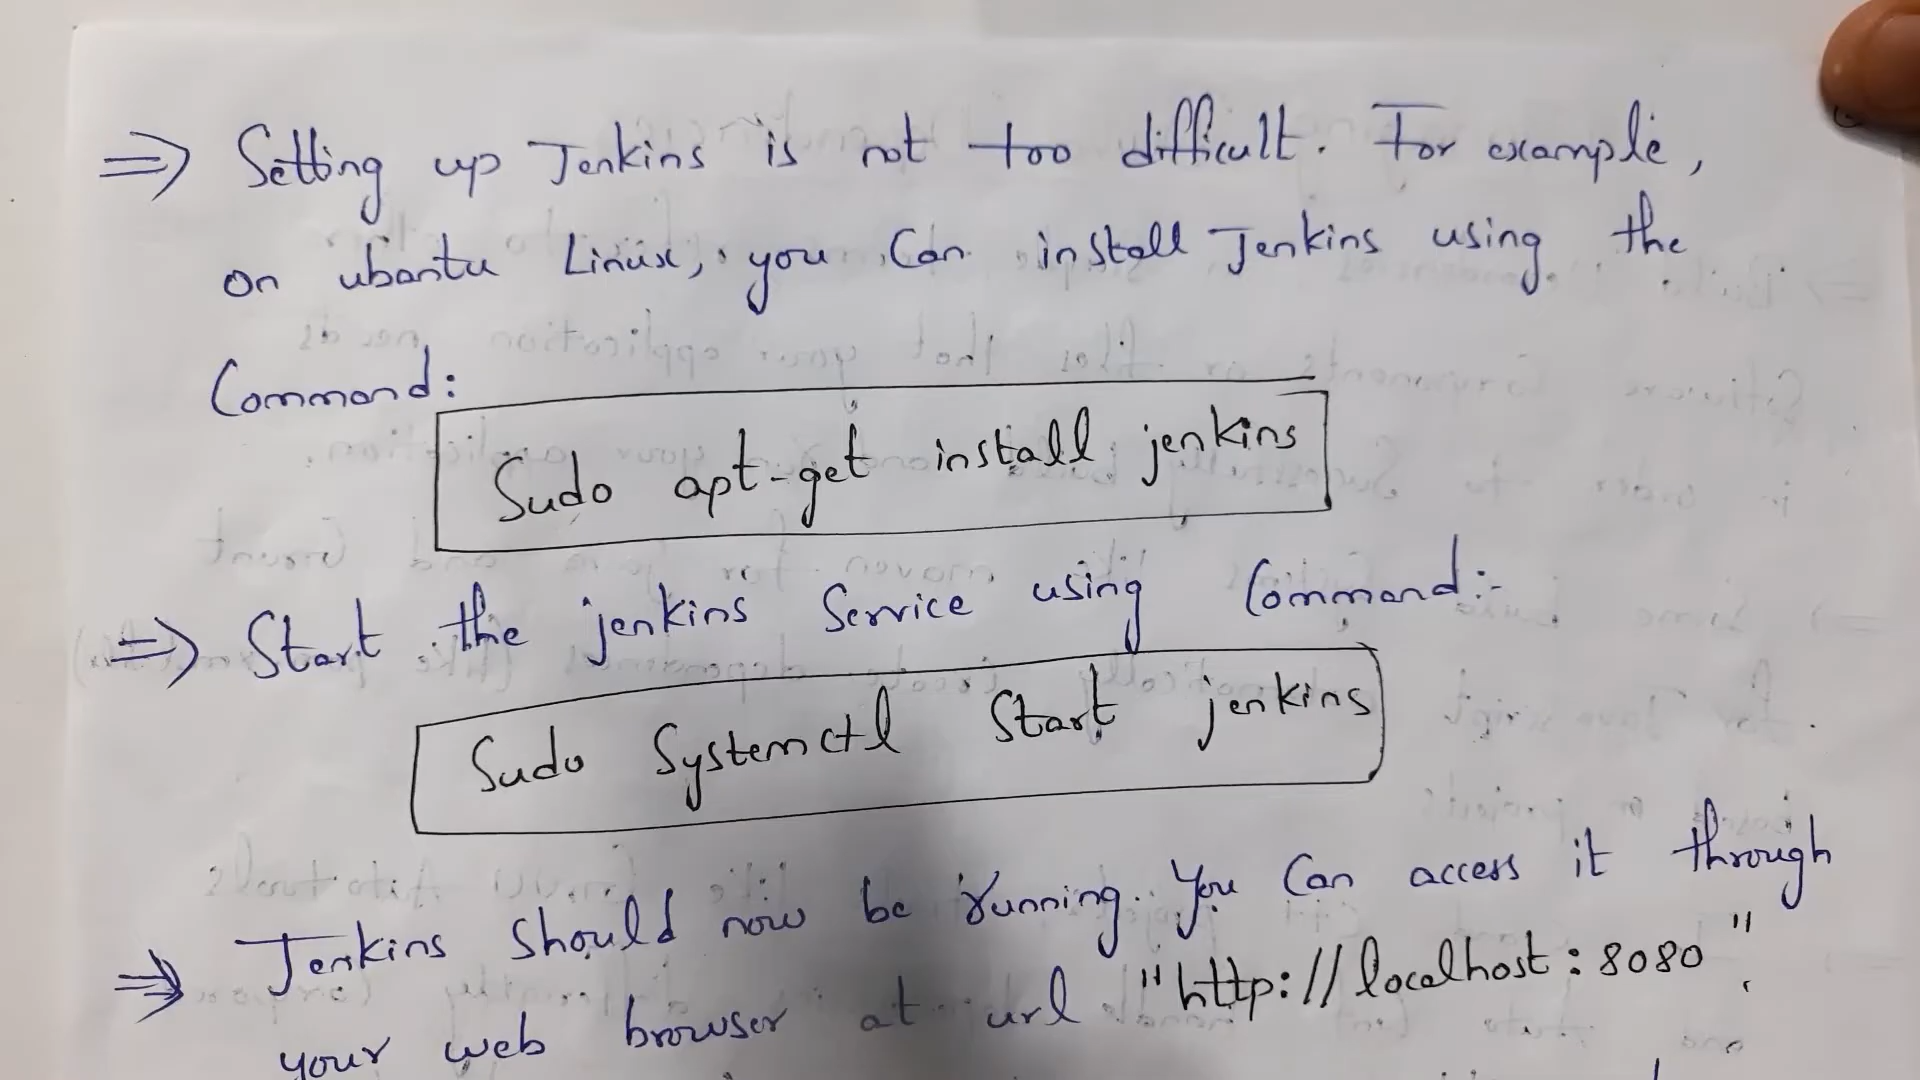 ⇒ Setting up Jenkins is not too difficult. For example,
on ubantu Linux, you Can install Jenkins using the
Command:
Sudo apt-get install jenkins
⇒ Start the jenkins Service using Command:-
Sudo Systemctl Start jenkins
⇒ Jenkins Should now be running. You Can access it through
your web browser at url "http://localhost:8080".